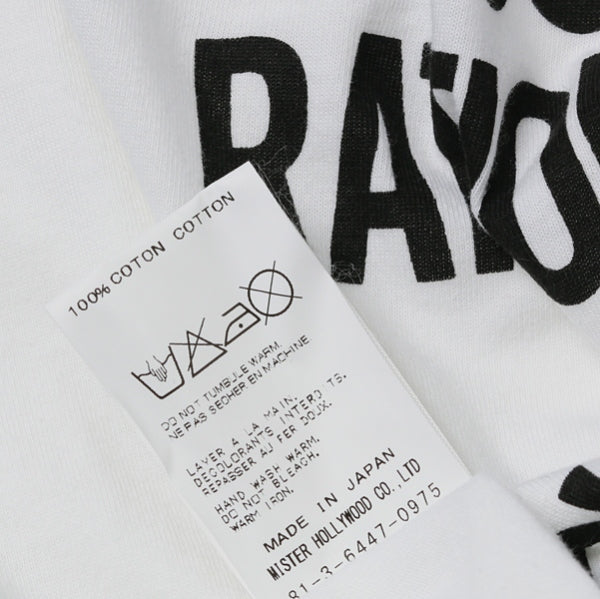 RAYO
100% COTON COTTON
DO NOT TUMBULE WARM.
NE PAS SECHER EN MACHINE
LAVER A LA MAIN.
DECOLORANTS INTERDITS.
REPASSER AU FER DOUX.
HAND WASH WARM.
DO NOT BLEACH.
WARM IRON.
MADE IN JAPAN
MISTER HOLLYWOOD CO.,LTD
81-3-6447-0975